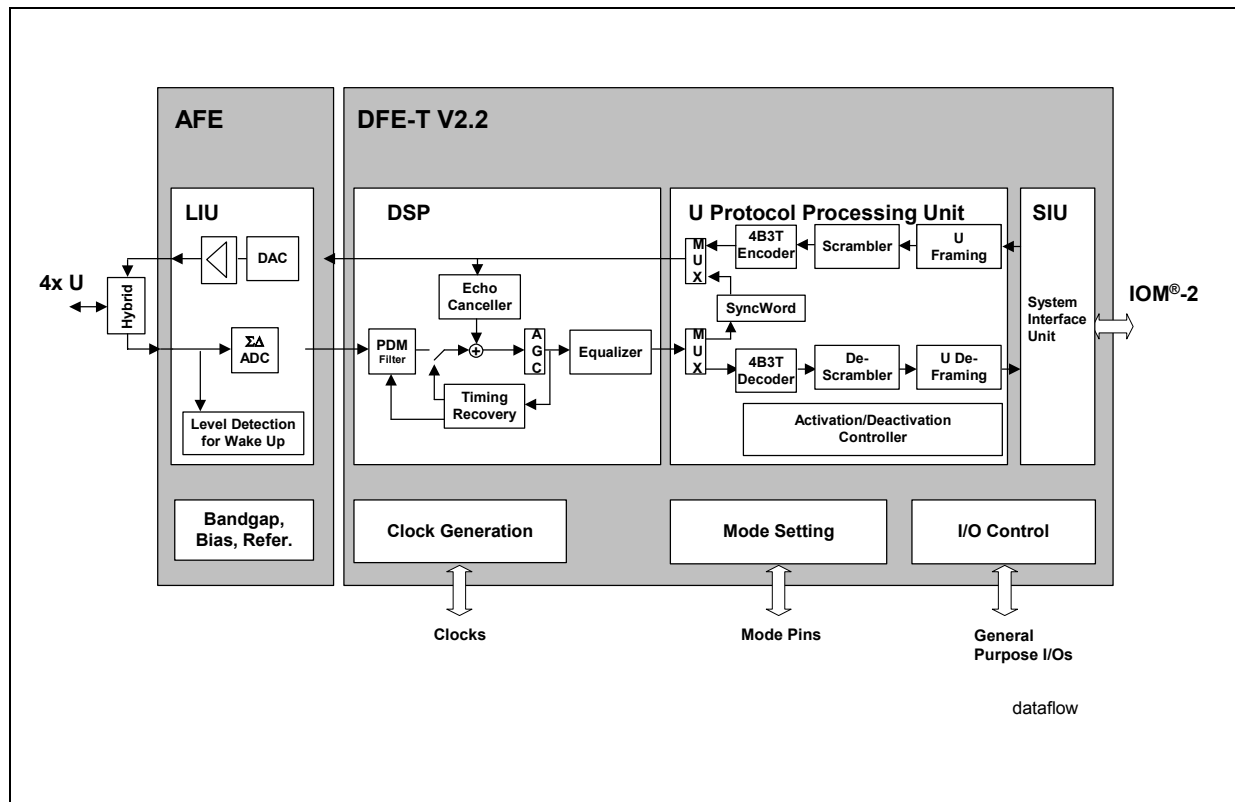 AFE
DFE-T V2.2
LIU
DSP
U Protocol Processing Unit
SIU
DAC
4B3T
Encoder
Scrambler
U
Framing
M
U
X
4x U
Hybrid
Echo
Canceller
SyncWord
System
Interface
Unit
IOM®-2
ΣΔ
ADC
PDM
Filter
+
A
G
C
Equalizer
M
U
X
4B3T
Decoder
De-
Scrambler
U De-
Framing
Timing
Recovery
Level Detection
for Wake Up
Activation/Deactivation
Controller
Bandgap,
Bias, Refer.
Clock Generation
Mode Setting
I/O Control
Clocks
Mode Pins
General
Purpose I/Os
dataflow